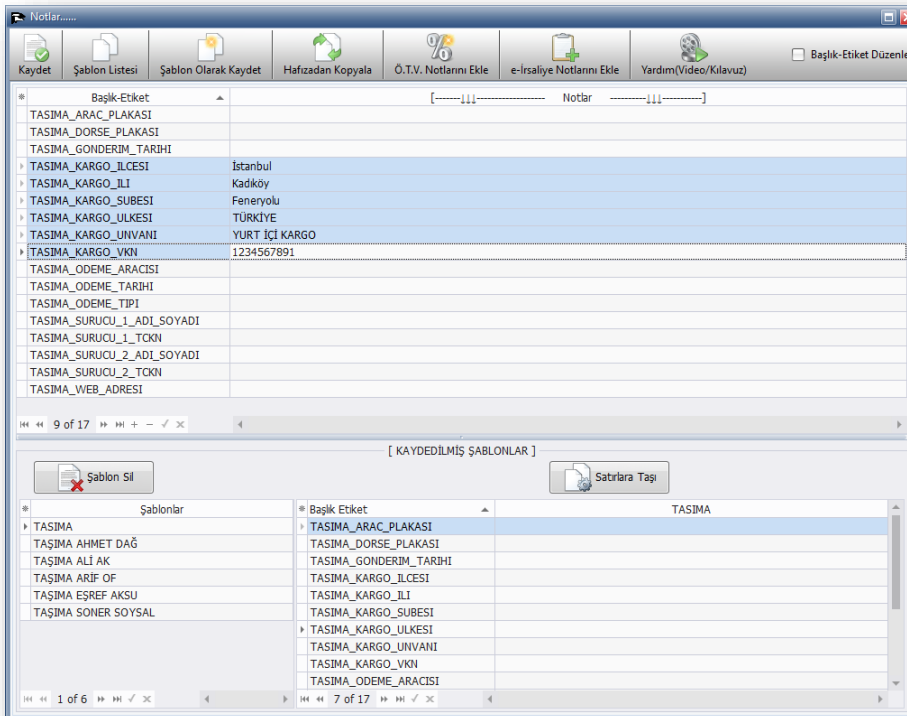 Notlar......
Kaydet Şablon Listesi Şablon Olarak Kaydet Hafızadan Kopyala Ö.T.V. Notlarını Ekle e-İrsaliye Notlarını Ekle Yardım(Video/Kılavuz) Başlık-Etiket Düzenle
Başlık-Etiket [-------↓↓↓------------------- Notlar ----------↓↓↓-----------]
TASIMA_ARAC_PLAKASI
TASIMA_DORSE_PLAKASI
TASIMA_GONDERIM_TARIHI
TASIMA_KARGO_ILCESI İstanbul
TASIMA_KARGO_ILI Kadıköy
TASIMA_KARGO_SUBESI Feneryolu
TASIMA_KARGO_ULKESI TÜRKİYE
TASIMA_KARGO_UNVANI YURT İÇİ KARGO
TASIMA_KARGO_VKN 1234567891
TASIMA_ODEME_ARACISI
TASIMA_ODEME_TARIHI
TASIMA_ODEME_TIPI
TASIMA_SURUCU_1_ADI_SOYADI
TASIMA_SURUCU_1_TCKN
TASIMA_SURUCU_2_ADI_SOYADI
TASIMA_SURUCU_2_TCKN
TASIMA_WEB_ADRESI
9 of 17
[ KAYDEDİLMİŞ ŞABLONLAR ]
Şablon Sil Satırlara Taşı
Şablonlar
TASIMA
TAŞIMA AHMET DAĞ
TAŞIMA ALİ AK
TAŞIMA ARİF OF
TAŞIMA EŞREF AKSU
TAŞIMA SONER SOYSAL
1 of 6
Başlık Etiket TASIMA
TASIMA_ARAC_PLAKASI
TASIMA_DORSE_PLAKASI
TASIMA_GONDERIM_TARIHI
TASIMA_KARGO_ILCESI
TASIMA_KARGO_ILI
TASIMA_KARGO_SUBESI
TASIMA_KARGO_ULKESI
TASIMA_KARGO_UNVANI
TASIMA_KARGO_VKN
TASIMA_ODEME_ARACISI
7 of 17